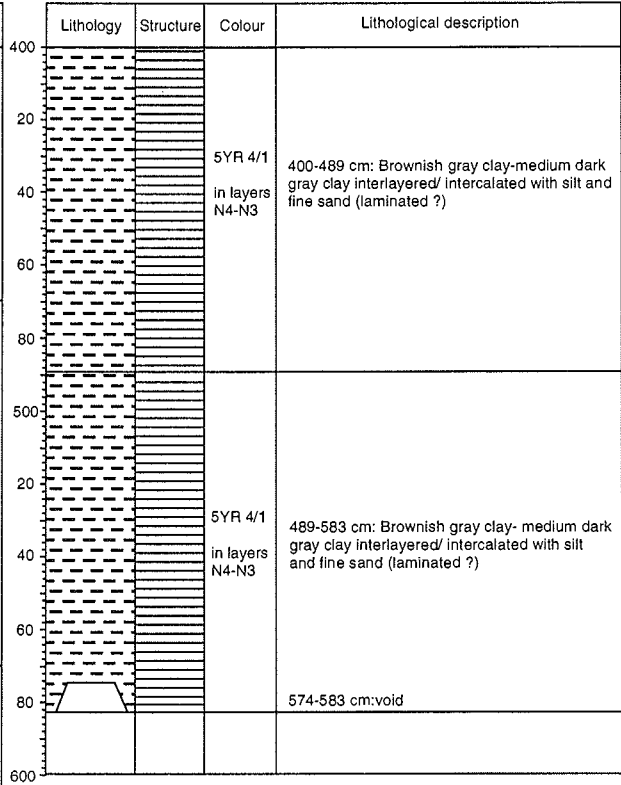 Lithology Structure Colour Lithological description
400
20
5YR 4/1
in layers
N4-N3
400-489 cm: Brownish gray clay-medium dark
gray clay interlayered/ intercalated with silt and
fine sand (laminated ?)
40
60
80
500
20
5YR 4/1
in layers
N4-N3
489-583 cm: Brownish gray clay- medium dark
gray clay interlayered/ intercalated with silt
and fine sand (laminated ?)
40
60
80
574-583 cm:void
600